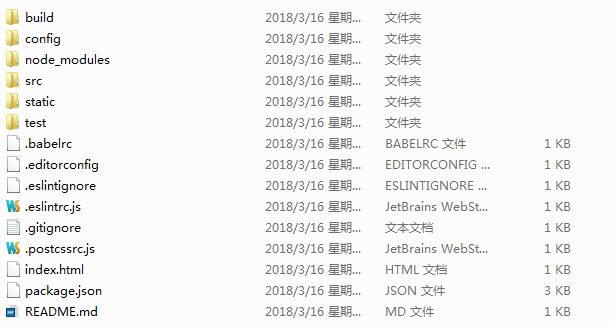 build 2018/3/16 星期... 文件夹
config 2018/3/16 星期... 文件夹
node_modules 2018/3/16 星期... 文件夹
src 2018/3/16 星期... 文件夹
static 2018/3/16 星期... 文件夹
test 2018/3/16 星期... 文件夹
.babelrc 2018/3/16 星期... BABELRC 文件 1 KB
.editorconfig 2018/3/16 星期... EDITORCONFIG ... 1 KB
.eslintignore 2018/3/16 星期... ESLINTIGNORE ... 1 KB
.eslintrc.js 2018/3/16 星期... JetBrains WebSt... 1 KB
.gitignore 2018/3/16 星期... 文本文档 1 KB
.postcssrc.js 2018/3/16 星期... JetBrains WebSt... 1 KB
index.html 2018/3/16 星期... HTML 文档 1 KB
package.json 2018/3/16 星期... JSON 文件 3 KB
README.md 2018/3/16 星期... MD 文件 1 KB